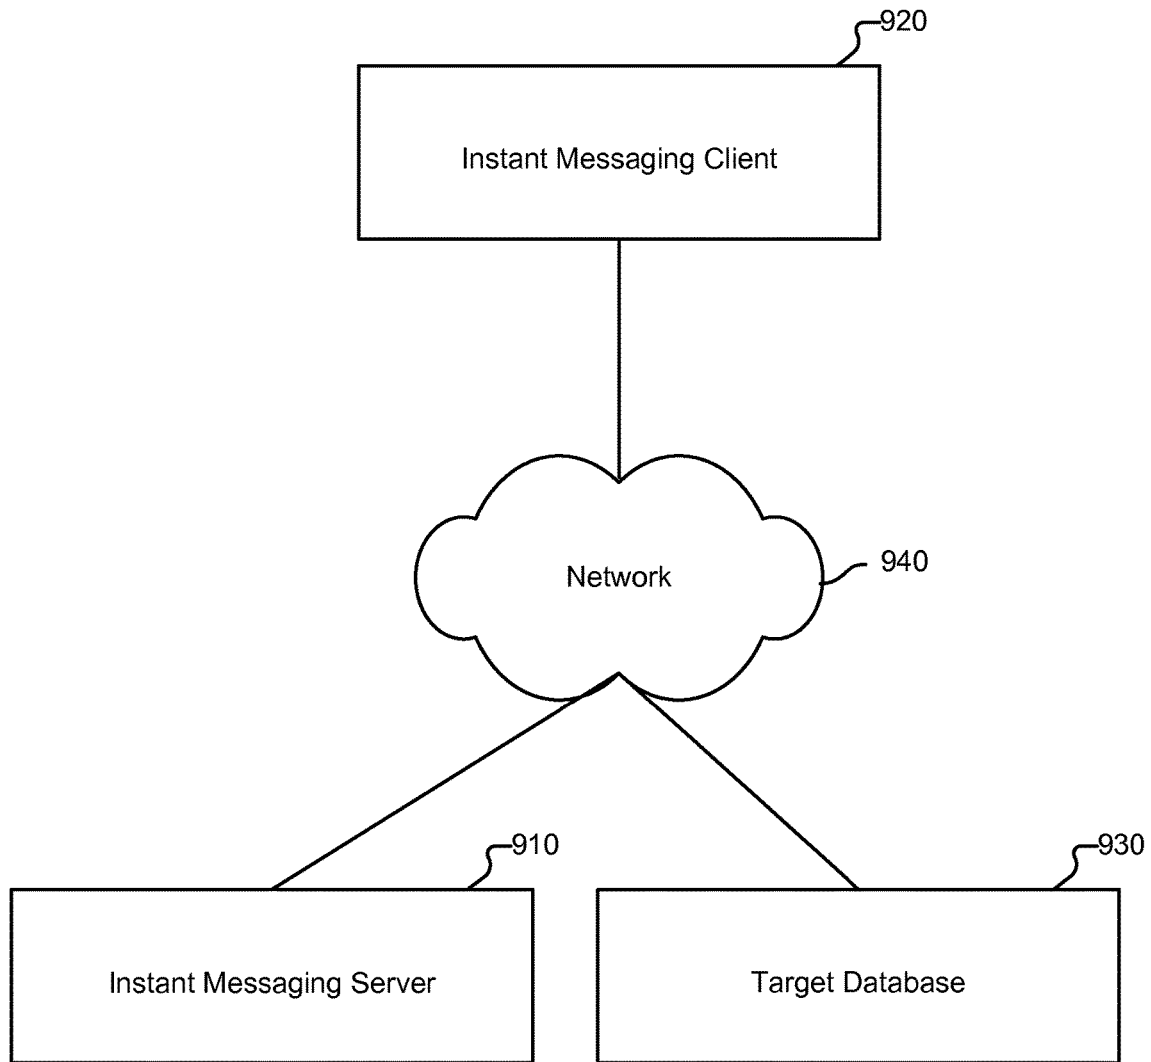 920
Instant Messaging Client
Network
940
910
930
Instant Messaging Server
Target Database